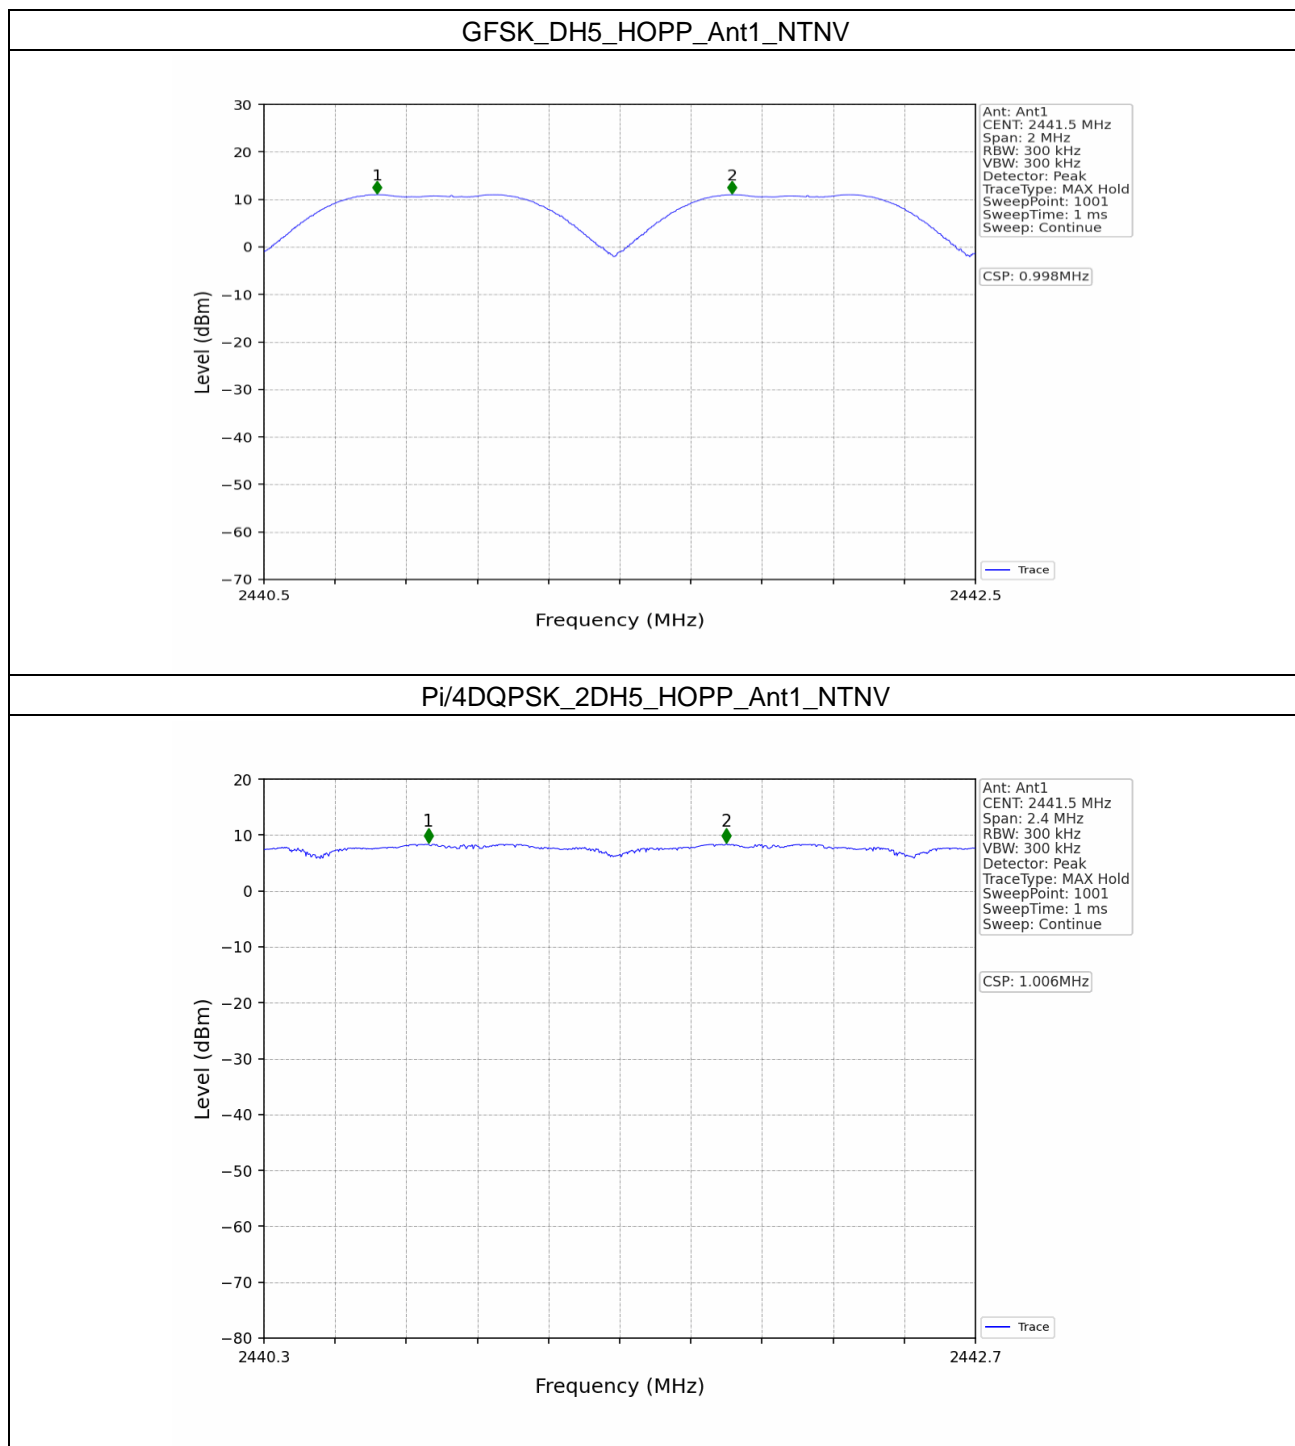 GFSK_DH5_HOPP_Ant1_NTNV
30
20
10
0
−10
−20
−30
−40
−50
−60
−70
Level (dBm)
1
2
2440.5
2442.5
Frequency (MHz)
Ant: Ant1
CENT: 2441.5 MHz
Span: 2 MHz
RBW: 300 kHz
VBW: 300 kHz
Detector: Peak
TraceType: MAX Hold
SweepPoint: 1001
SweepTime: 1 ms
Sweep: Continue
CSP: 0.998MHz
Trace
Pi/4DQPSK_2DH5_HOPP_Ant1_NTNV
20
10
0
−10
−20
−30
−40
−50
−60
−70
−80
Level (dBm)
1
2
2440.3
2442.7
Frequency (MHz)
Ant: Ant1
CENT: 2441.5 MHz
Span: 2.4 MHz
RBW: 300 kHz
VBW: 300 kHz
Detector: Peak
TraceType: MAX Hold
SweepPoint: 1001
SweepTime: 1 ms
Sweep: Continue
CSP: 1.006MHz
Trace